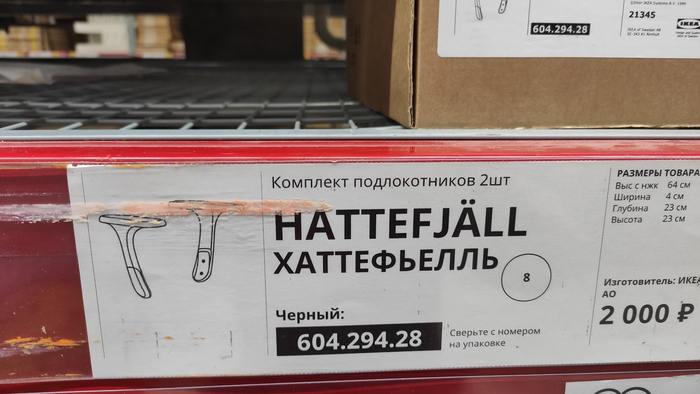 604.294.28
21345
IKEA
Комплект подлокотников 2шт
HATTEFJÄLL
ХАТТЕФЬЕЛЛЬ
8
Черный:
604.294.28
Сверьте с номером
на упаковке
РАЗМЕРЫ ТОВАРА
Выс с нжк 64 см
Ширина 4 см
Глубина 23 см
Высота 23 см
Изготовитель: ИКЕА
АО
2 000 ₽